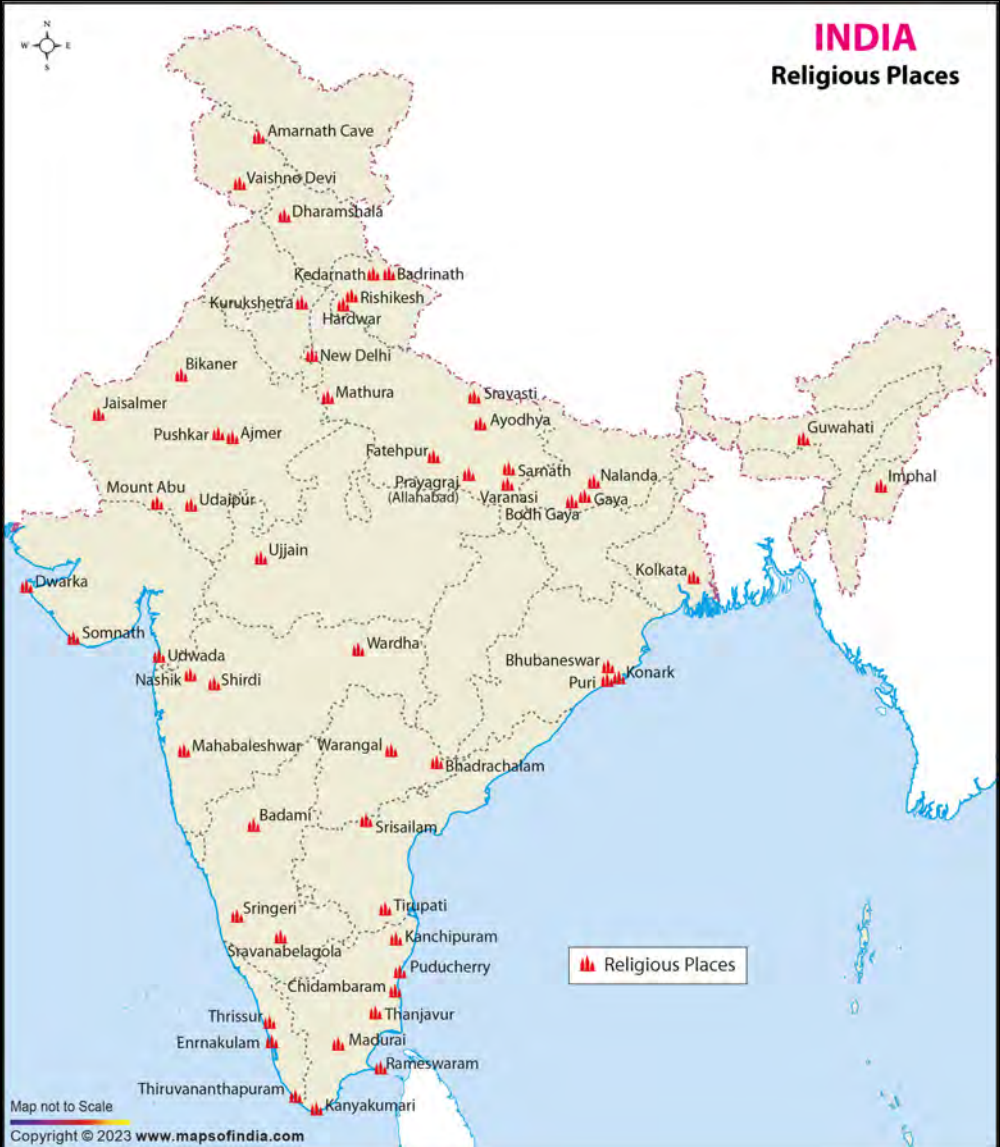 N
W E
S
INDIA
Religious Places
Amarnath Cave
Vaishno Devi
Dharamshala
Kedarnath Badrinath
Kurukshetra Rishikesh
Hardwar
New Delhi
Bikaner
Mathura Sravasti
Jaisalmer
Ayodhya
Pushkar Ajmer
Guwahati
Fatehpur
Sarnath
Prayagraj Nalanda
(Allahabad) Varanasi
Imphal
Mount Abu Udaipur
Gaya
Bodh Gaya
Ujjain
Kolkata
Dwarka
Somnath
Wardha
Udwada
Bhubaneswar
Konark
Nashik Shirdi
Puri
Mahabaleshwar Warangal
Bhadrachalam
Badami
Srisailam
Tirupati
Sringeri
Kanchipuram
Sravanabelagola
Puducherry
Religious Places
Chidambaram
Thrissur Thanjavur
Enrnakulam Madurai
Rameswaram
Thiruvananthapuram
Kanyakumari
Map not to Scale
Copyright © 2023 www.mapsofindia.com